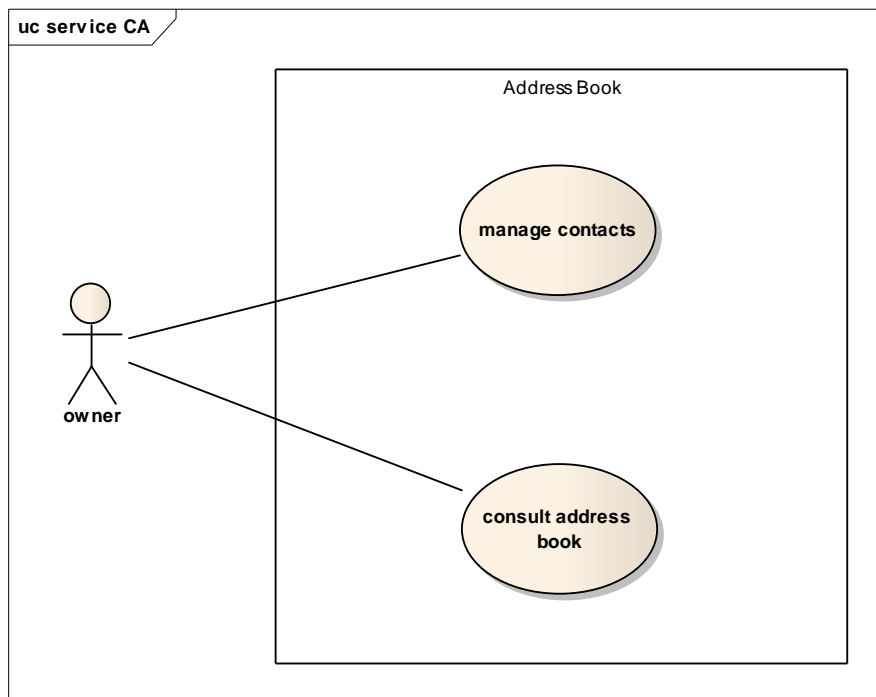 uc service CA
Address Book
manage contacts
owner
consult address
book